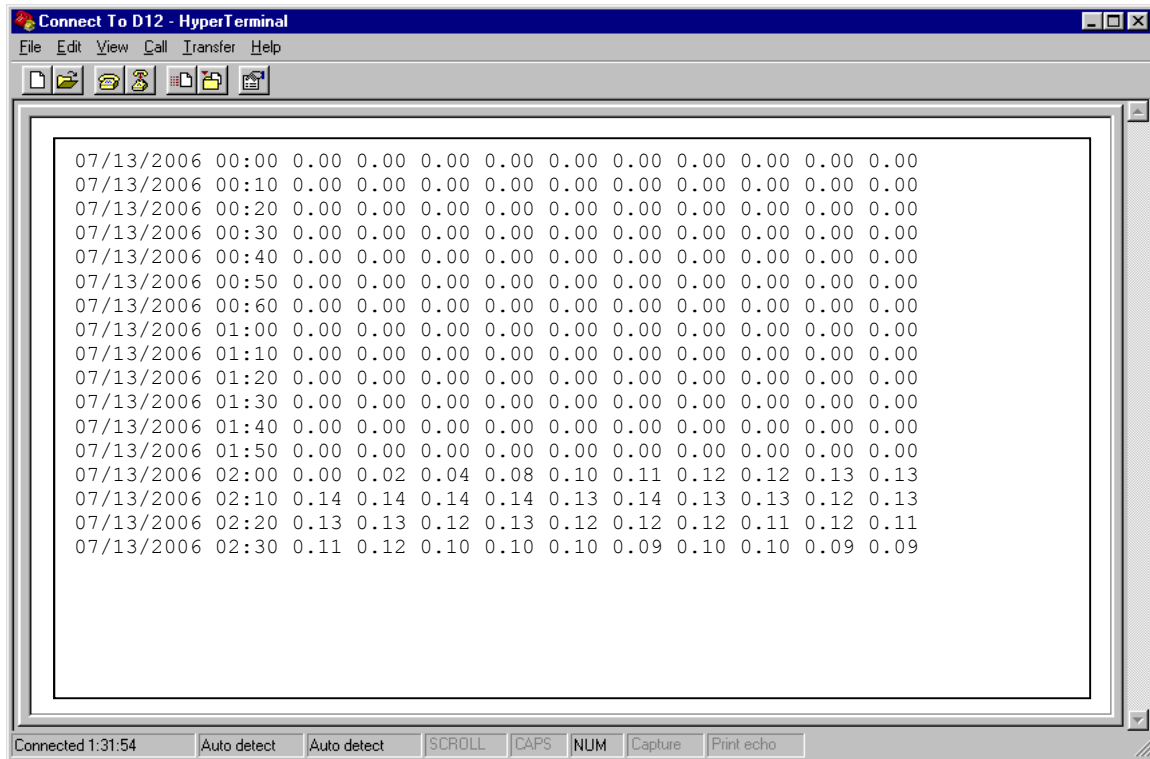 Connect To D12 - HyperTerminal
File Edit View Call Transfer Help
07/13/2006 00:00 0.00 0.00 0.00 0.00 0.00 0.00 0.00 0.00 0.00 0.00
07/13/2006 00:10 0.00 0.00 0.00 0.00 0.00 0.00 0.00 0.00 0.00 0.00
07/13/2006 00:20 0.00 0.00 0.00 0.00 0.00 0.00 0.00 0.00 0.00 0.00
07/13/2006 00:30 0.00 0.00 0.00 0.00 0.00 0.00 0.00 0.00 0.00 0.00
07/13/2006 00:40 0.00 0.00 0.00 0.00 0.00 0.00 0.00 0.00 0.00 0.00
07/13/2006 00:50 0.00 0.00 0.00 0.00 0.00 0.00 0.00 0.00 0.00 0.00
07/13/2006 00:60 0.00 0.00 0.00 0.00 0.00 0.00 0.00 0.00 0.00 0.00
07/13/2006 01:00 0.00 0.00 0.00 0.00 0.00 0.00 0.00 0.00 0.00 0.00
07/13/2006 01:10 0.00 0.00 0.00 0.00 0.00 0.00 0.00 0.00 0.00 0.00
07/13/2006 01:20 0.00 0.00 0.00 0.00 0.00 0.00 0.00 0.00 0.00 0.00
07/13/2006 01:30 0.00 0.00 0.00 0.00 0.00 0.00 0.00 0.00 0.00 0.00
07/13/2006 01:40 0.00 0.00 0.00 0.00 0.00 0.00 0.00 0.00 0.00 0.00
07/13/2006 01:50 0.00 0.00 0.00 0.00 0.00 0.00 0.00 0.00 0.00 0.00
07/13/2006 02:00 0.00 0.02 0.04 0.08 0.10 0.11 0.12 0.12 0.13 0.13
07/13/2006 02:10 0.14 0.14 0.14 0.14 0.13 0.14 0.13 0.13 0.12 0.13
07/13/2006 02:20 0.13 0.13 0.12 0.13 0.12 0.12 0.12 0.11 0.12 0.11
07/13/2006 02:30 0.11 0.12 0.10 0.10 0.10 0.09 0.10 0.10 0.09 0.09
Connected 1:31:54 Auto detect Auto detect SCROLL CAPS NUM Capture Print echo